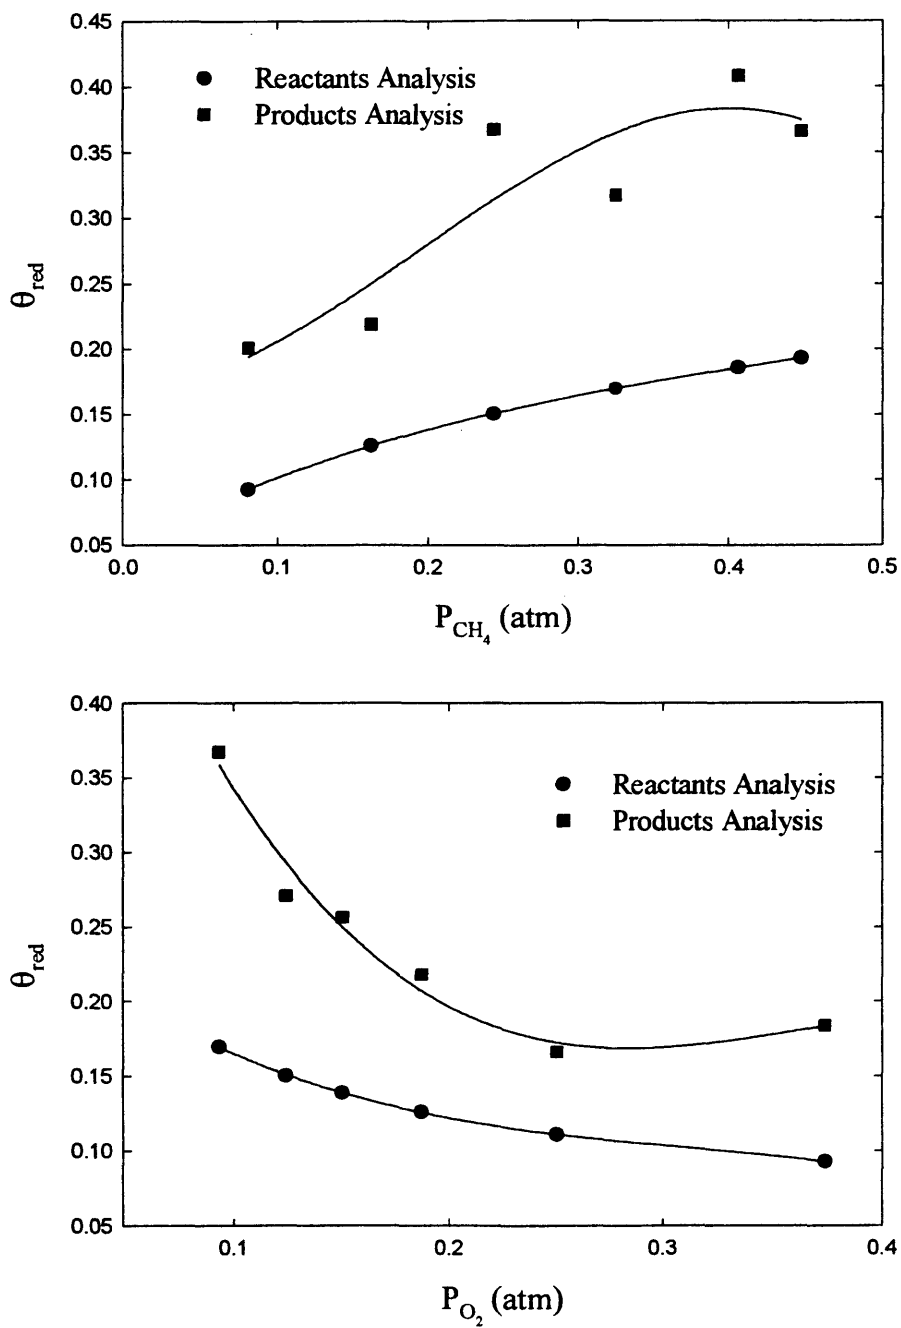 0.45
Reactants Analysis
0.40
Products Analysis
0.35
0.30
θred
0.25
0.20
0.15
0.10
0.05
0.0 0.1 0.2 0.3 0.4 0.5
PCH4 (atm)
0.40
0.35
Reactants Analysis
Products Analysis
0.30
0.25
θred
0.20
0.15
0.10
0.05
0.1 0.2 0.3 0.4
PO2 (atm)